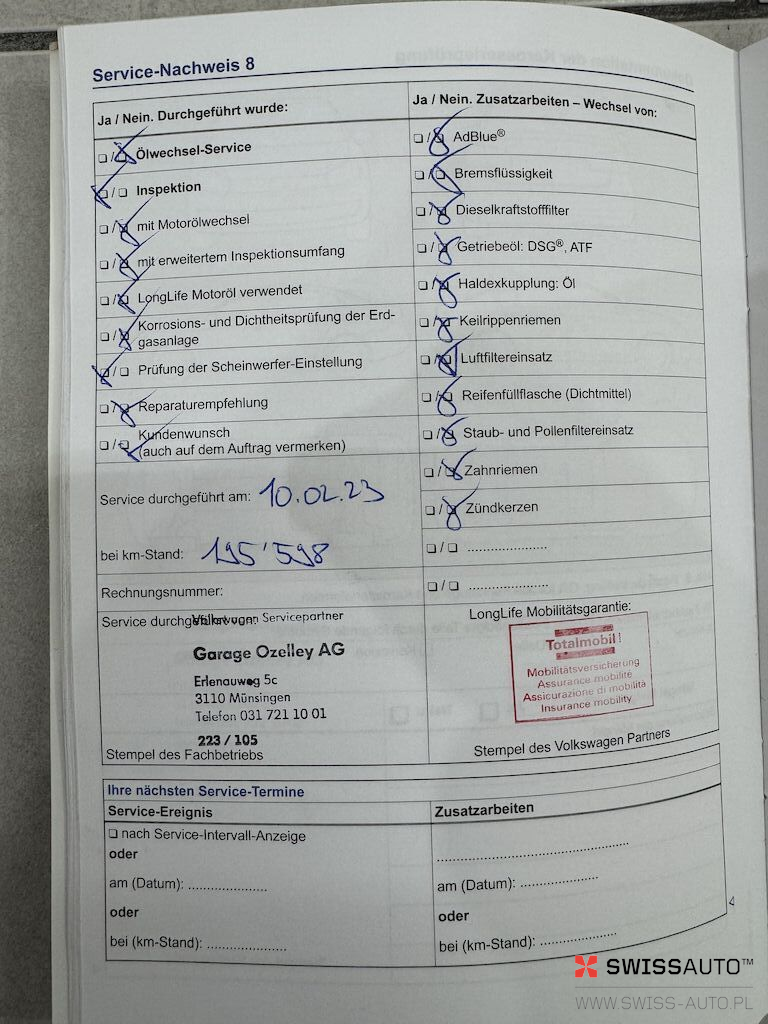 Service-Nachweis 8
Ja / Nein. Durchgeführt wurde:
❏/❏ Ölwechsel-Service
❏/❏ Inspektion
❏/❏ mit Motorölwechsel
❏/❏ mit erweitertem Inspektionsumfang
❏/❏ LongLife Motoröl verwendet
❏/❏ Korrosions- und Dichtheitsprüfung der Erd-
gasanlage
❏/❏ Prüfung der Scheinwerfer-Einstellung
❏/❏ Reparaturempfehlung
❏/❏ Kundenwunsch
(auch auf dem Auftrag vermerken)
Service durchgeführt am: 10.02.23
bei km-Stand: 195'598
Rechnungsnummer:
Service durchgeführt von:
Volkswagen Servicepartner
Garage Ozelley AG
Erlenauweg 5c
3110 Münsingen
Telefon 031 721 10 01
223 / 105
Stempel des Fachbetriebs
Ja / Nein. Zusatzarbeiten – Wechsel von:
❏/❏ AdBlue®
❏/❏ Bremsflüssigkeit
❏/❏ Dieselkraftstofffilter
❏/❏ Getriebeöl: DSG®, ATF
❏/❏ Haldexkupplung: Öl
❏/❏ Keilrippenriemen
❏/❏ Luftfiltereinsatz
❏/❏ Reifenfüllflasche (Dichtmittel)
❏/❏ Staub- und Pollenfiltereinsatz
❏/❏ Zahnriemen
❏/❏ Zündkerzen
❏/❏ .....................
❏/❏ .....................
LongLife Mobilitätsgarantie:
Totalmobil!
Mobilitätsversicherung
Assurance mobilité
Assicurazione di mobilità
Insurance mobility
Stempel des Volkswagen Partners
Ihre nächsten Service-Termine
Service-Ereignis
❏ nach Service-Intervall-Anzeige
oder
am (Datum): .....................
oder
bei (km-Stand): .....................
Zusatzarbeiten
..................................................
am (Datum): .....................
oder
bei (km-Stand): .....................
SWISSAUTO™
WWW.SWISS-AUTO.PL